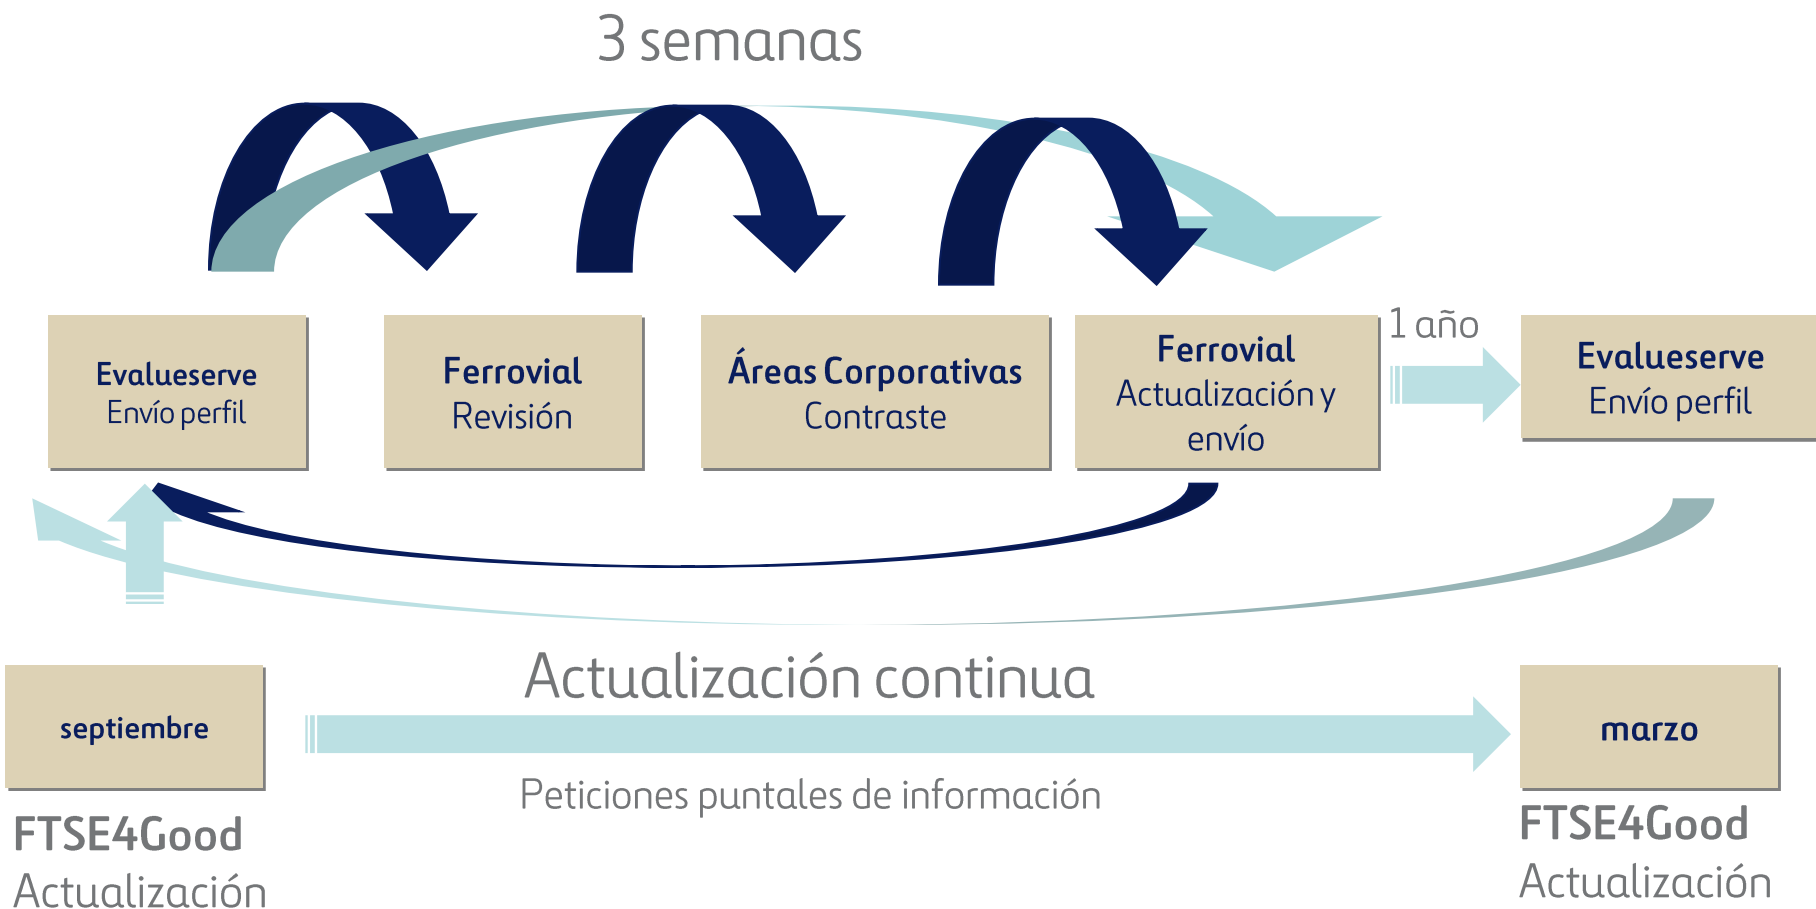 3 semanas
Evalueserve
Envío perfil
Ferrovial
Revisión
Áreas Corporativas
Contraste
Ferrovial
Actualización y
envío
1 año
Evalueserve
Envío perfil
Actualización continua
septiembre
marzo
Peticiones puntales de información
FTSE4Good
Actualización
FTSE4Good
Actualización